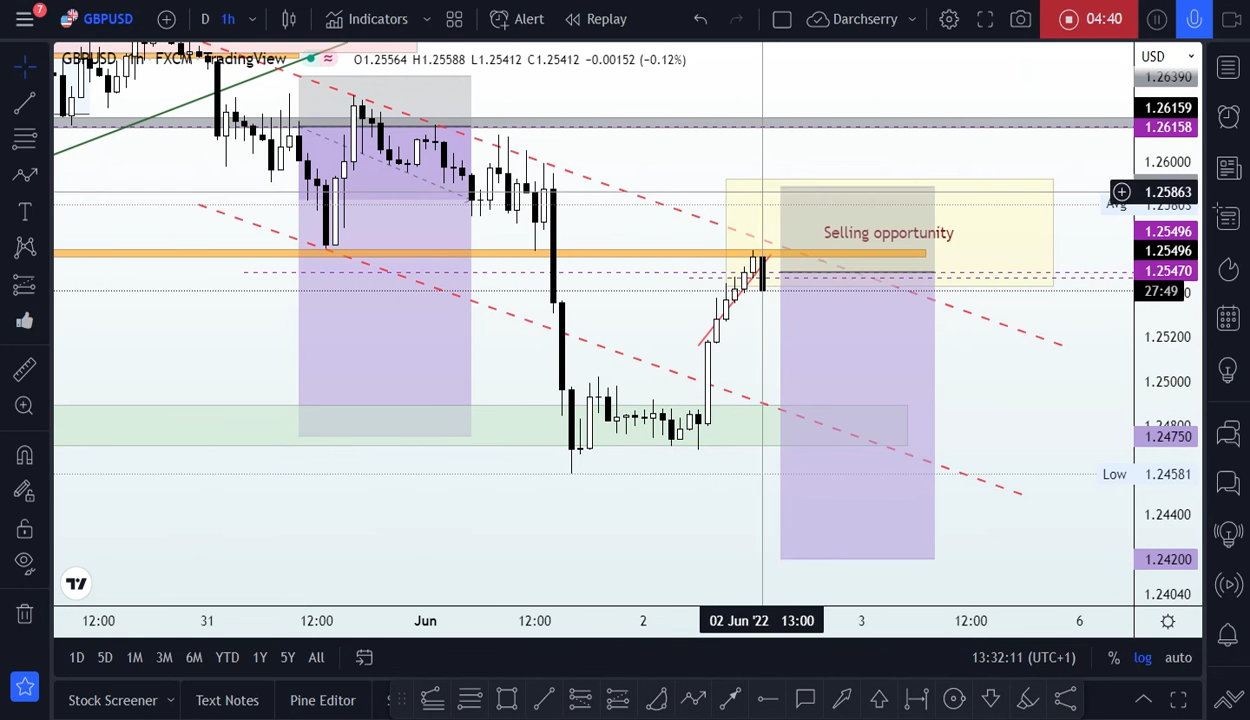 7
GBPUSD
D
1h
Indicators
Alert
Replay
Darchserry
04:40
GBPUSD 1h FXCM TradingView
O1.25564 H1.25588 L1.25412 C1.25412 −0.00152 (−0.12%)
USD
1.26390
1.26159
1.26158
1.26000
1.25863
Avg
1.25496
1.25496
1.25470
27:49
Selling opportunity
1.25200
1.25000
1.24800
1.24750
Low 1.24581
1.24400
1.24200
1.24040
12:00 31 12:00 Jun 12:00 2 02 Jun '22 13:00 3 12:00 6
1D 5D 1M 3M 6M YTD 1Y 5Y All
13:32:11 (UTC+1) % log auto
Stock Screener Text Notes Pine Editor